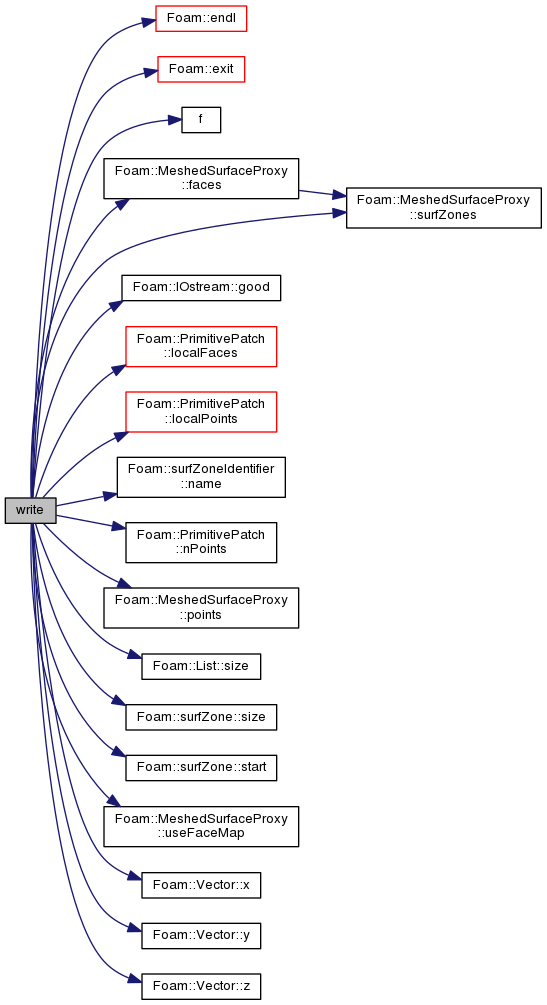 Foam::endl
Foam::exit
f
Foam::MeshedSurfaceProxy
::faces
Foam::MeshedSurfaceProxy
::surfZones
Foam::IOstream::good
Foam::PrimitivePatch
::localFaces
Foam::PrimitivePatch
::localPoints
Foam::surfZoneIdentifier
::name
write
Foam::PrimitivePatch
::nPoints
Foam::MeshedSurfaceProxy
::points
Foam::List::size
Foam::surfZone::size
Foam::surfZone::start
Foam::MeshedSurfaceProxy
::useFaceMap
Foam::Vector::x
Foam::Vector::y
Foam::Vector::z